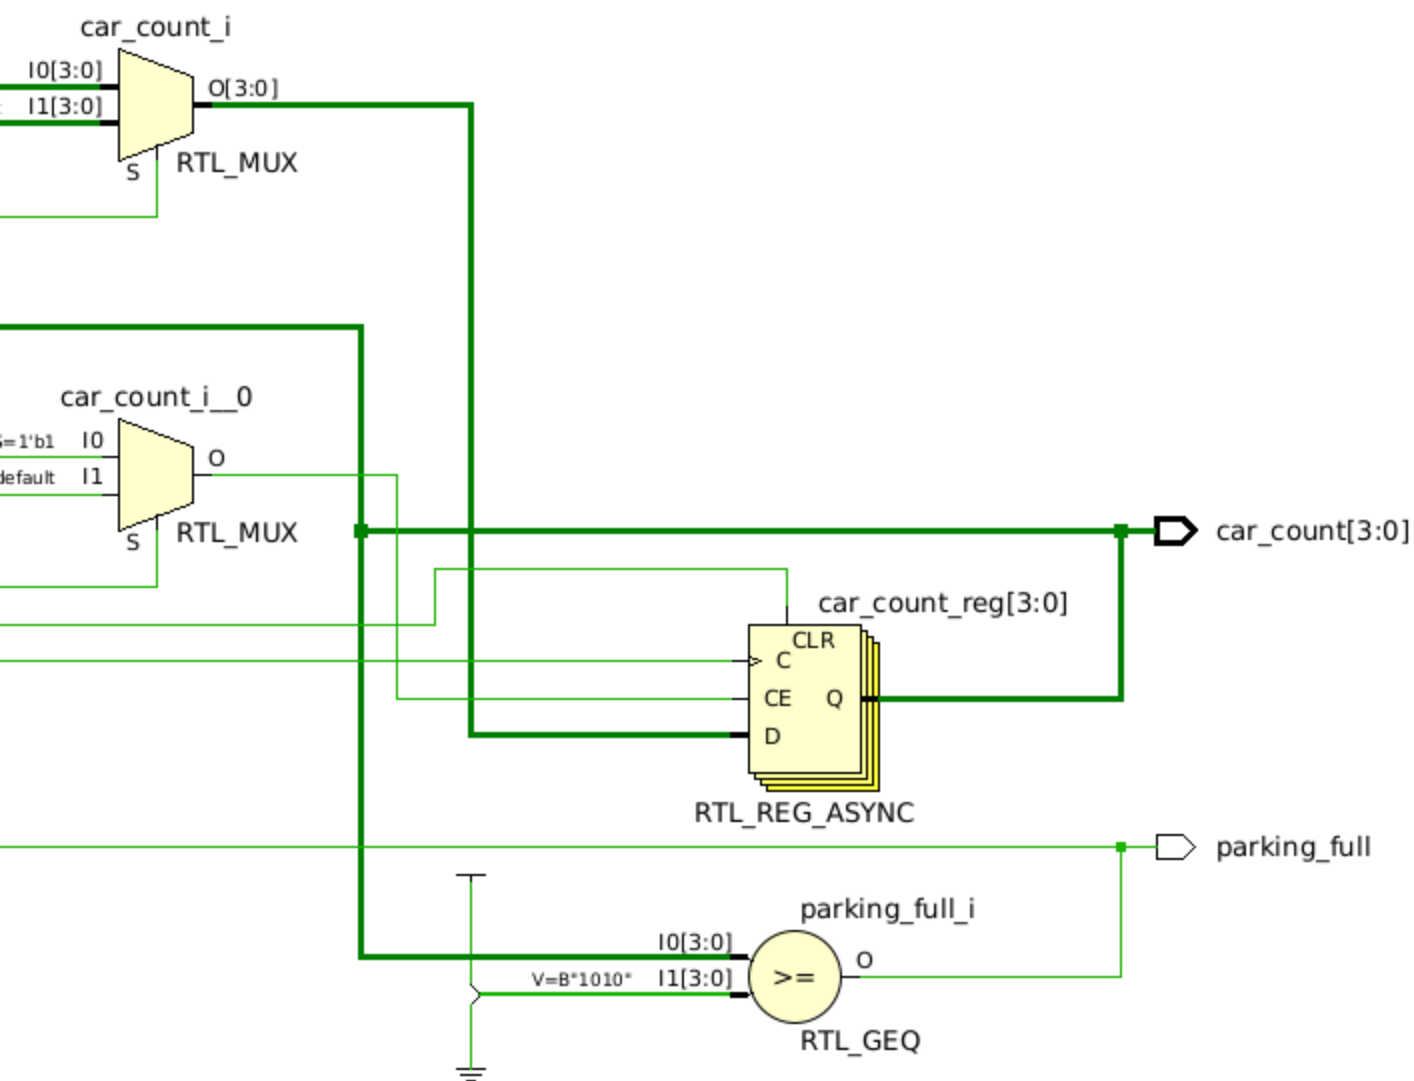 car_count_i
I0[3:0]
O[3:0]
I1[3:0]
S
RTL_MUX
car_count_i__0
=1'b1 I0
O
default I1
S
RTL_MUX
car_count[3:0]
car_count_reg[3:0]
CLR
C
CE Q
D
RTL_REG_ASYNC
parking_full
parking_full_i
I0[3:0]
O
V=B"1010" I1[3:0]
>=
RTL_GEQ